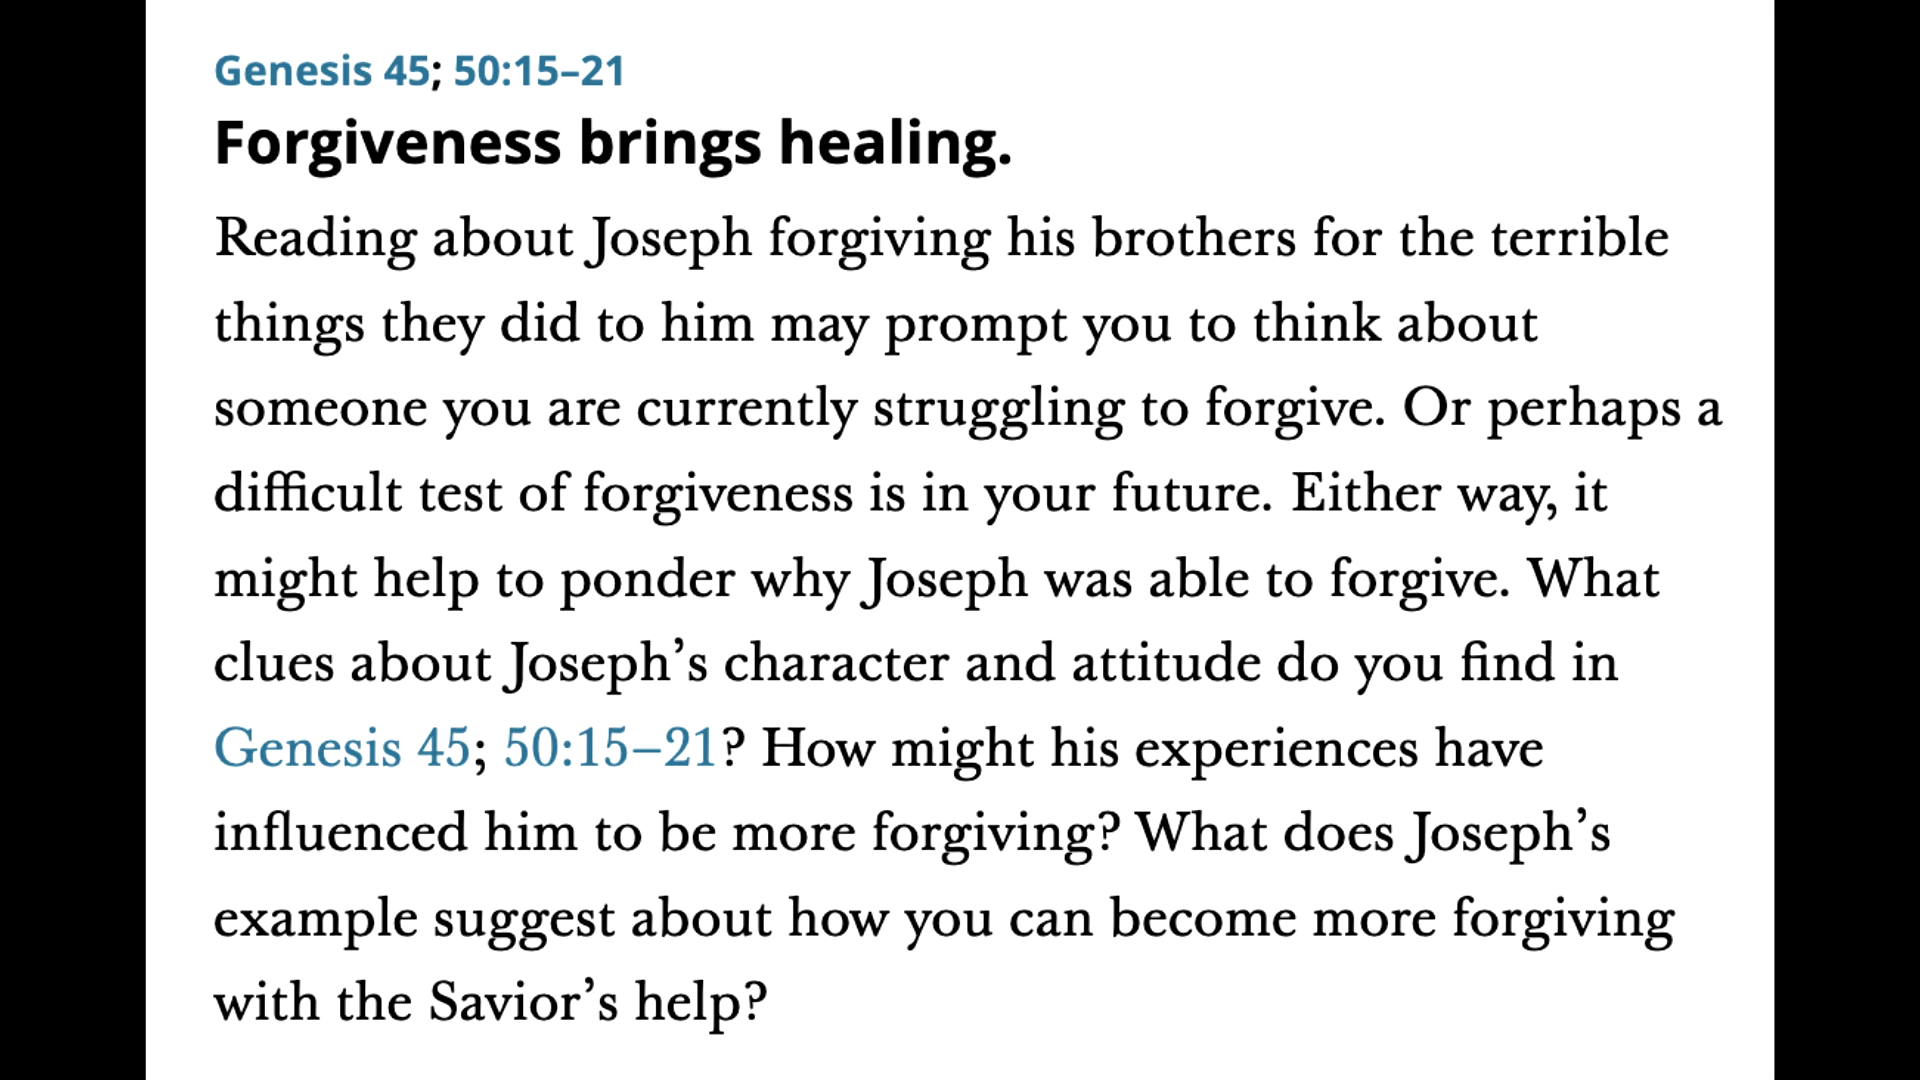 Genesis 45; 50:15–21
Forgiveness brings healing.
Reading about Joseph forgiving his brothers for the terrible
things they did to him may prompt you to think about
someone you are currently struggling to forgive. Or perhaps a
difficult test of forgiveness is in your future. Either way, it
might help to ponder why Joseph was able to forgive. What
clues about Joseph’s character and attitude do you find in
Genesis 45; 50:15–21? How might his experiences have
influenced him to be more forgiving? What does Joseph’s
example suggest about how you can become more forgiving
with the Savior’s help?